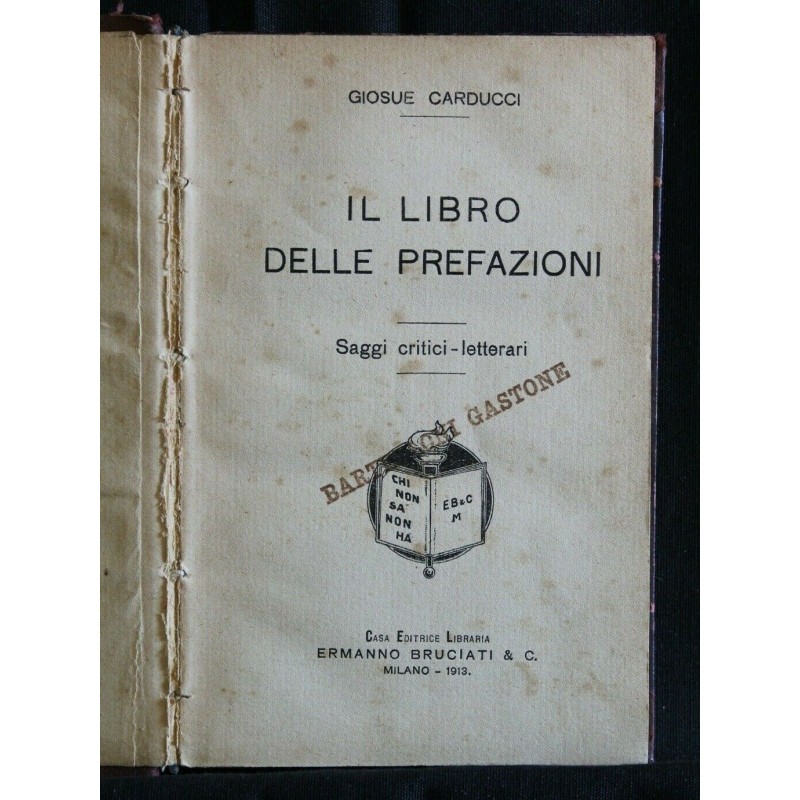 GIOSUE CARDUCCI
IL LIBRO
DELLE PREFAZIONI
Saggi critici-letterari
GASTONE
CHI
NON
SA
NON
HÁ
EB&C
M
CASA EDITRICE LIBRARIA
ERMANNO BRUCIATI & C.
MILANO - 1913.